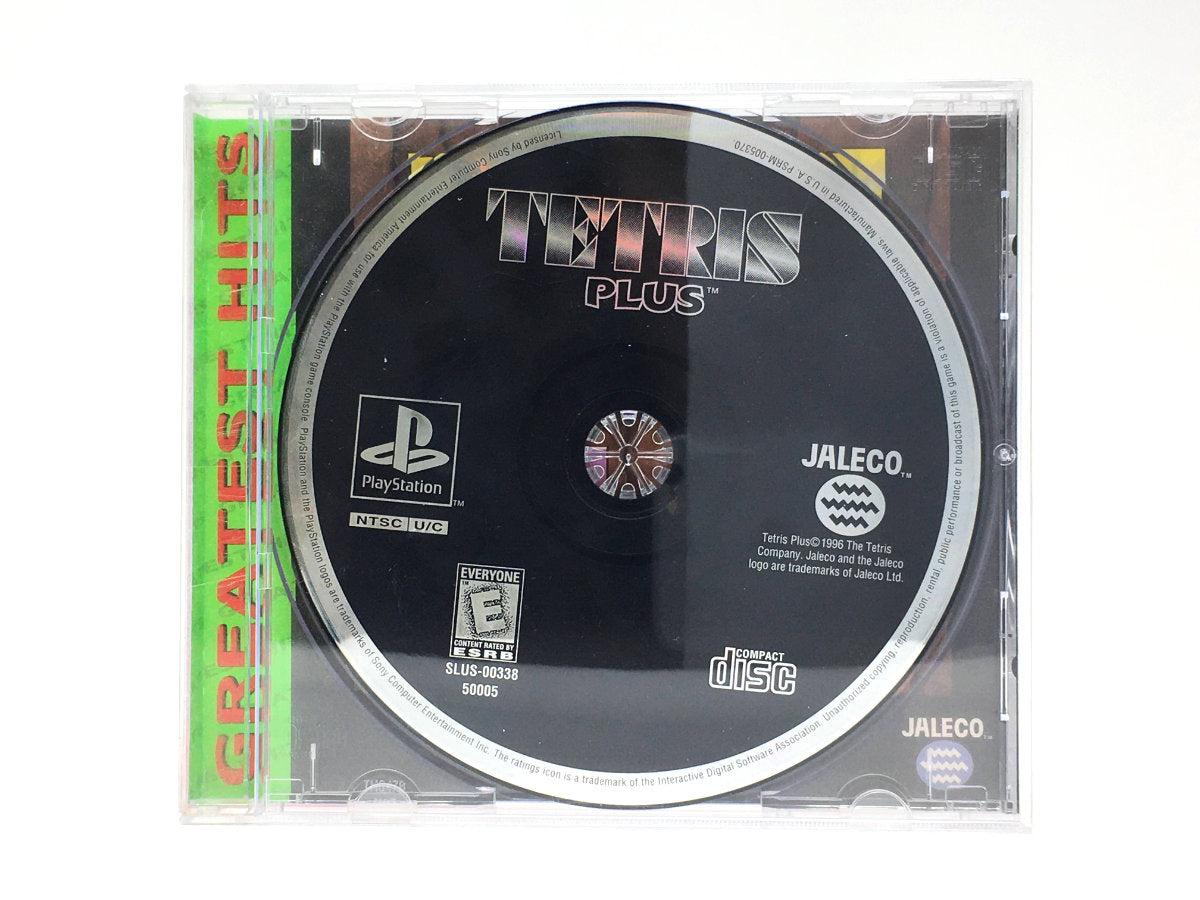 GREATEST HITS
Licensed by Sony Computer Entertainment America for use with the PlayStation game console. PlayStation and the PlayStation logos are trademarks of Sony Computer Entertainment Inc. The ratings icon is a trademark of the Interactive Digital Software Association. Unauthorized copying, reproduction, rental, public performance or broadcast of this game is a violation of applicable laws. Manufactured in U.S.A. PSRM-005370
TETRIS
PLUS™
PlayStation™
NTSC U/C
JALECO™
Tetris Plus©1996 The Tetris
Company. Jaleco and the Jaleco
logo are trademarks of Jaleco Ltd.
EVERYONE
™
E
CONTENT RATED BY
ESRB
SLUS-00338
50005
COMPACT
disc
JALECO™